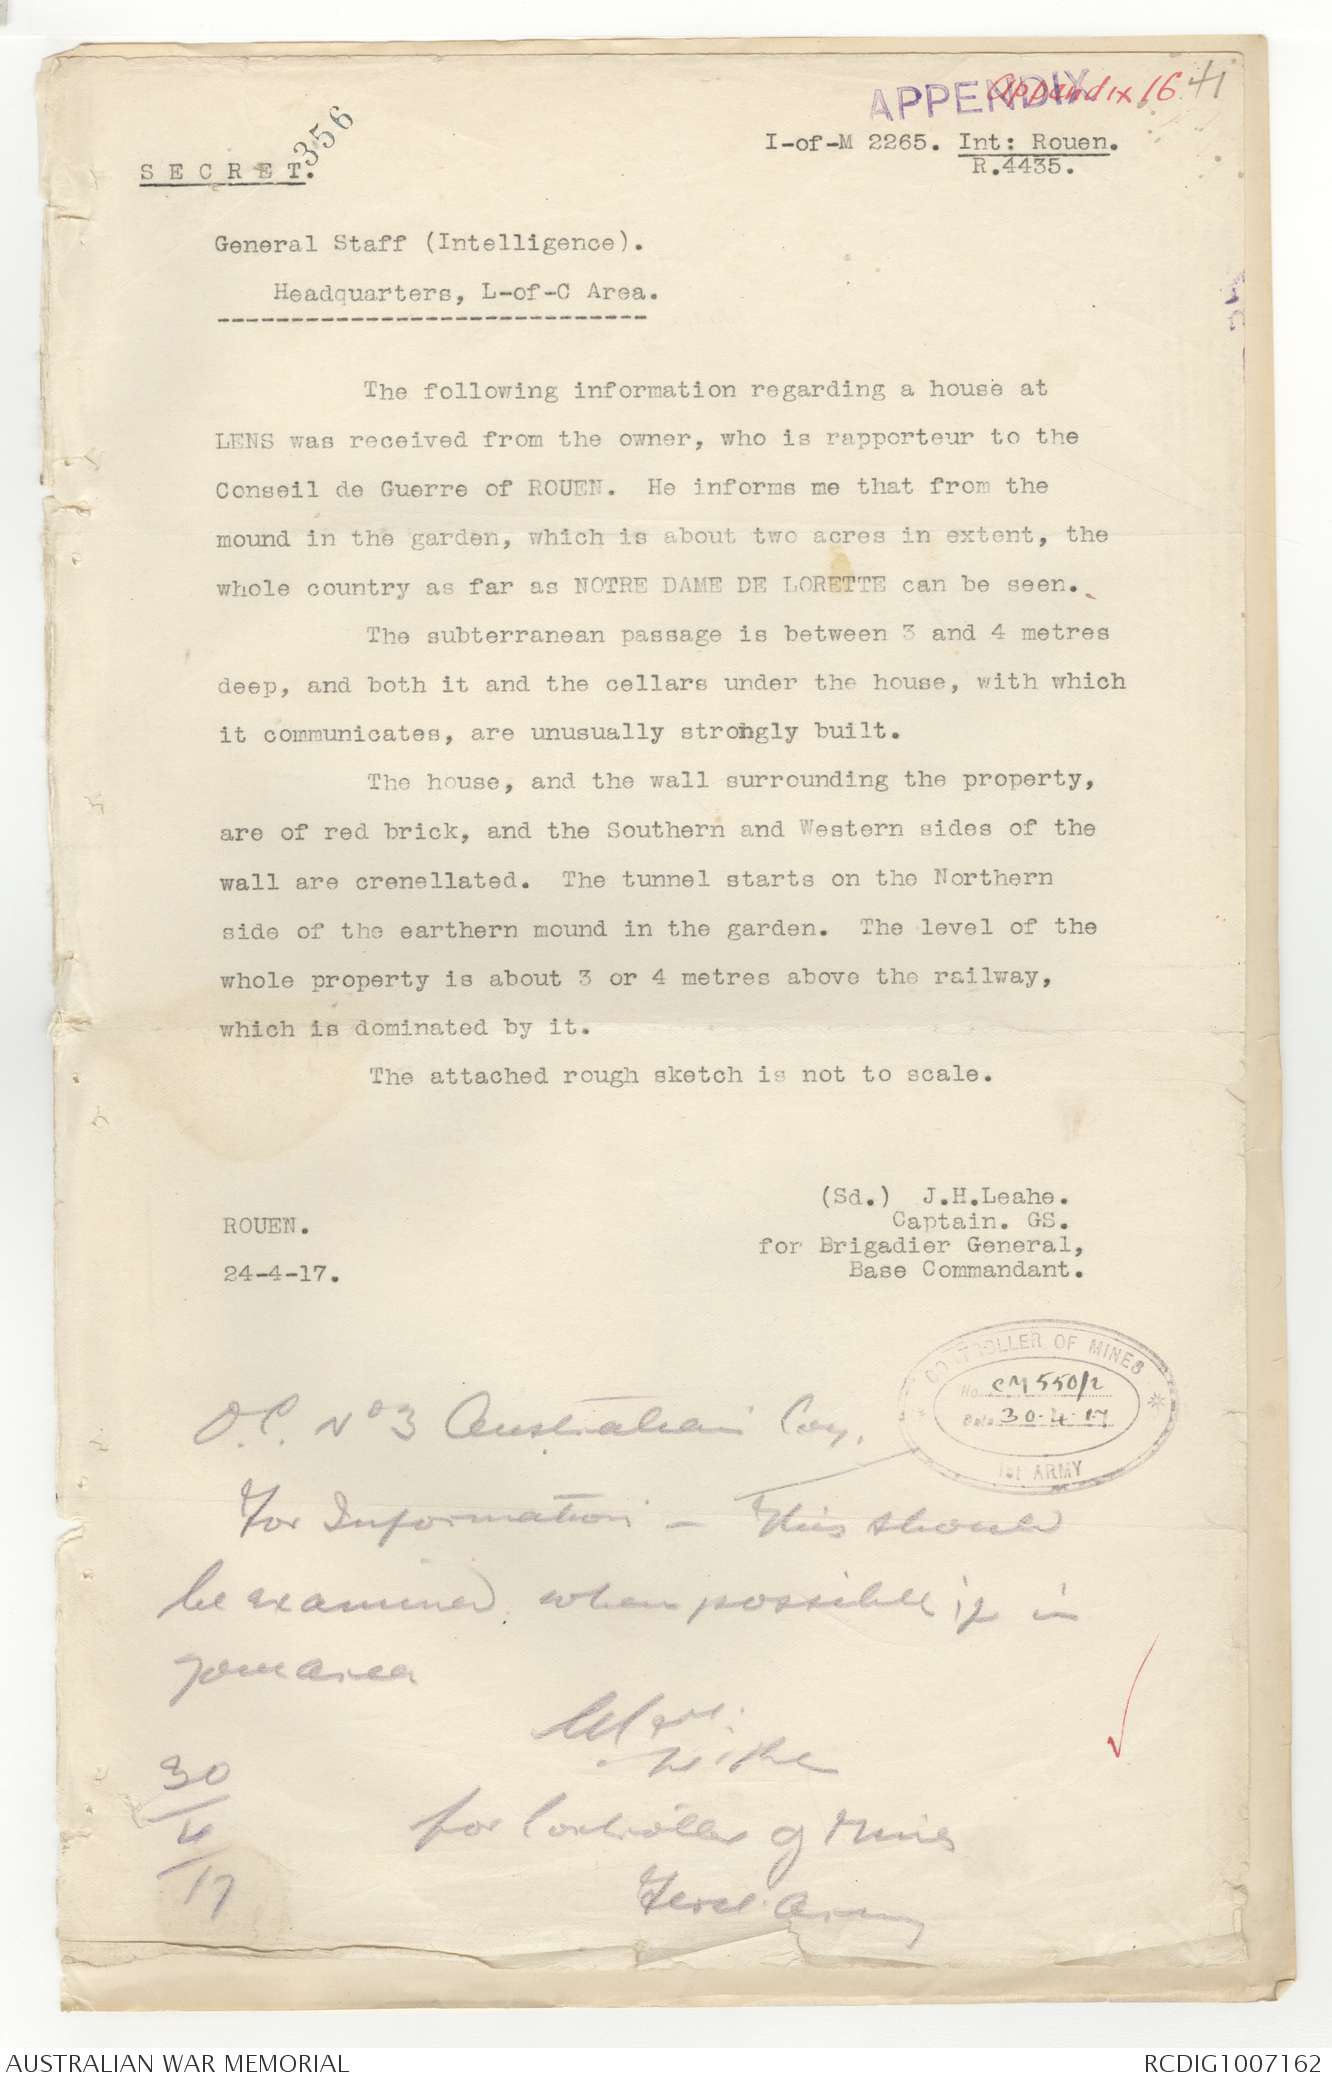 APPENDIX
Appendix 16.
41
356
I-of-M 2265. Int: Rouen.
R.4435.
S E C R E T.
General Staff (Intelligence).
Headquarters, L-of-C Area.
The following information regarding a house at
LENS was received from the owner, who is rapporteur to the
Conseil de Guerre of ROUEN. He informs me that from the
mound in the garden, which is about two acres in extent, the
whole country as far as NOTRE DAME DE LORETTE can be seen.
The subterranean passage is between 3 and 4 metres
deep, and both it and the cellars under the house, with which
it communicates, are unusually strongly built.
The house, and the wall surrounding the property,
are of red brick, and the Southern and Western sides of the
wall are crenellated. The tunnel starts on the Northern
side of the earthern mound in the garden. The level of the
whole property is about 3 or 4 metres above the railway,
which is dominated by it.
The attached rough sketch is not to scale.
(Sd.) J.H.Leahe.
Captain. GS.
for Brigadier General,
Base Commandant.
ROUEN.
24-4-17.
CONTROLLER OF MINES
No. CM 550/2
Date 30.4.17
1st ARMY
O.C. No 3 Australian Coy.
For Information - This should
be examined when possible if in
your area
30/4/17
for Controller of Mines
First Army
AUSTRALIAN WAR MEMORIAL
RCDIG1007162